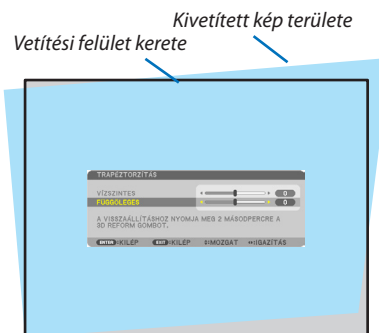 Kivetített kép területe
Vetítési felület kerete
TRAPÉZTORZÍTÁS
VÍZSZINTES 0
FÜGGŐLEGES 0
A VISSZAÁLLÍTÁSHOZ NYOMJA MEG 2 MÁSODPERCRE A
3D REFORM GOMBOT.
ENTER :KILÉP EXIT :KILÉP ↕:MOZGAT ↔:IGAZÍTÁS